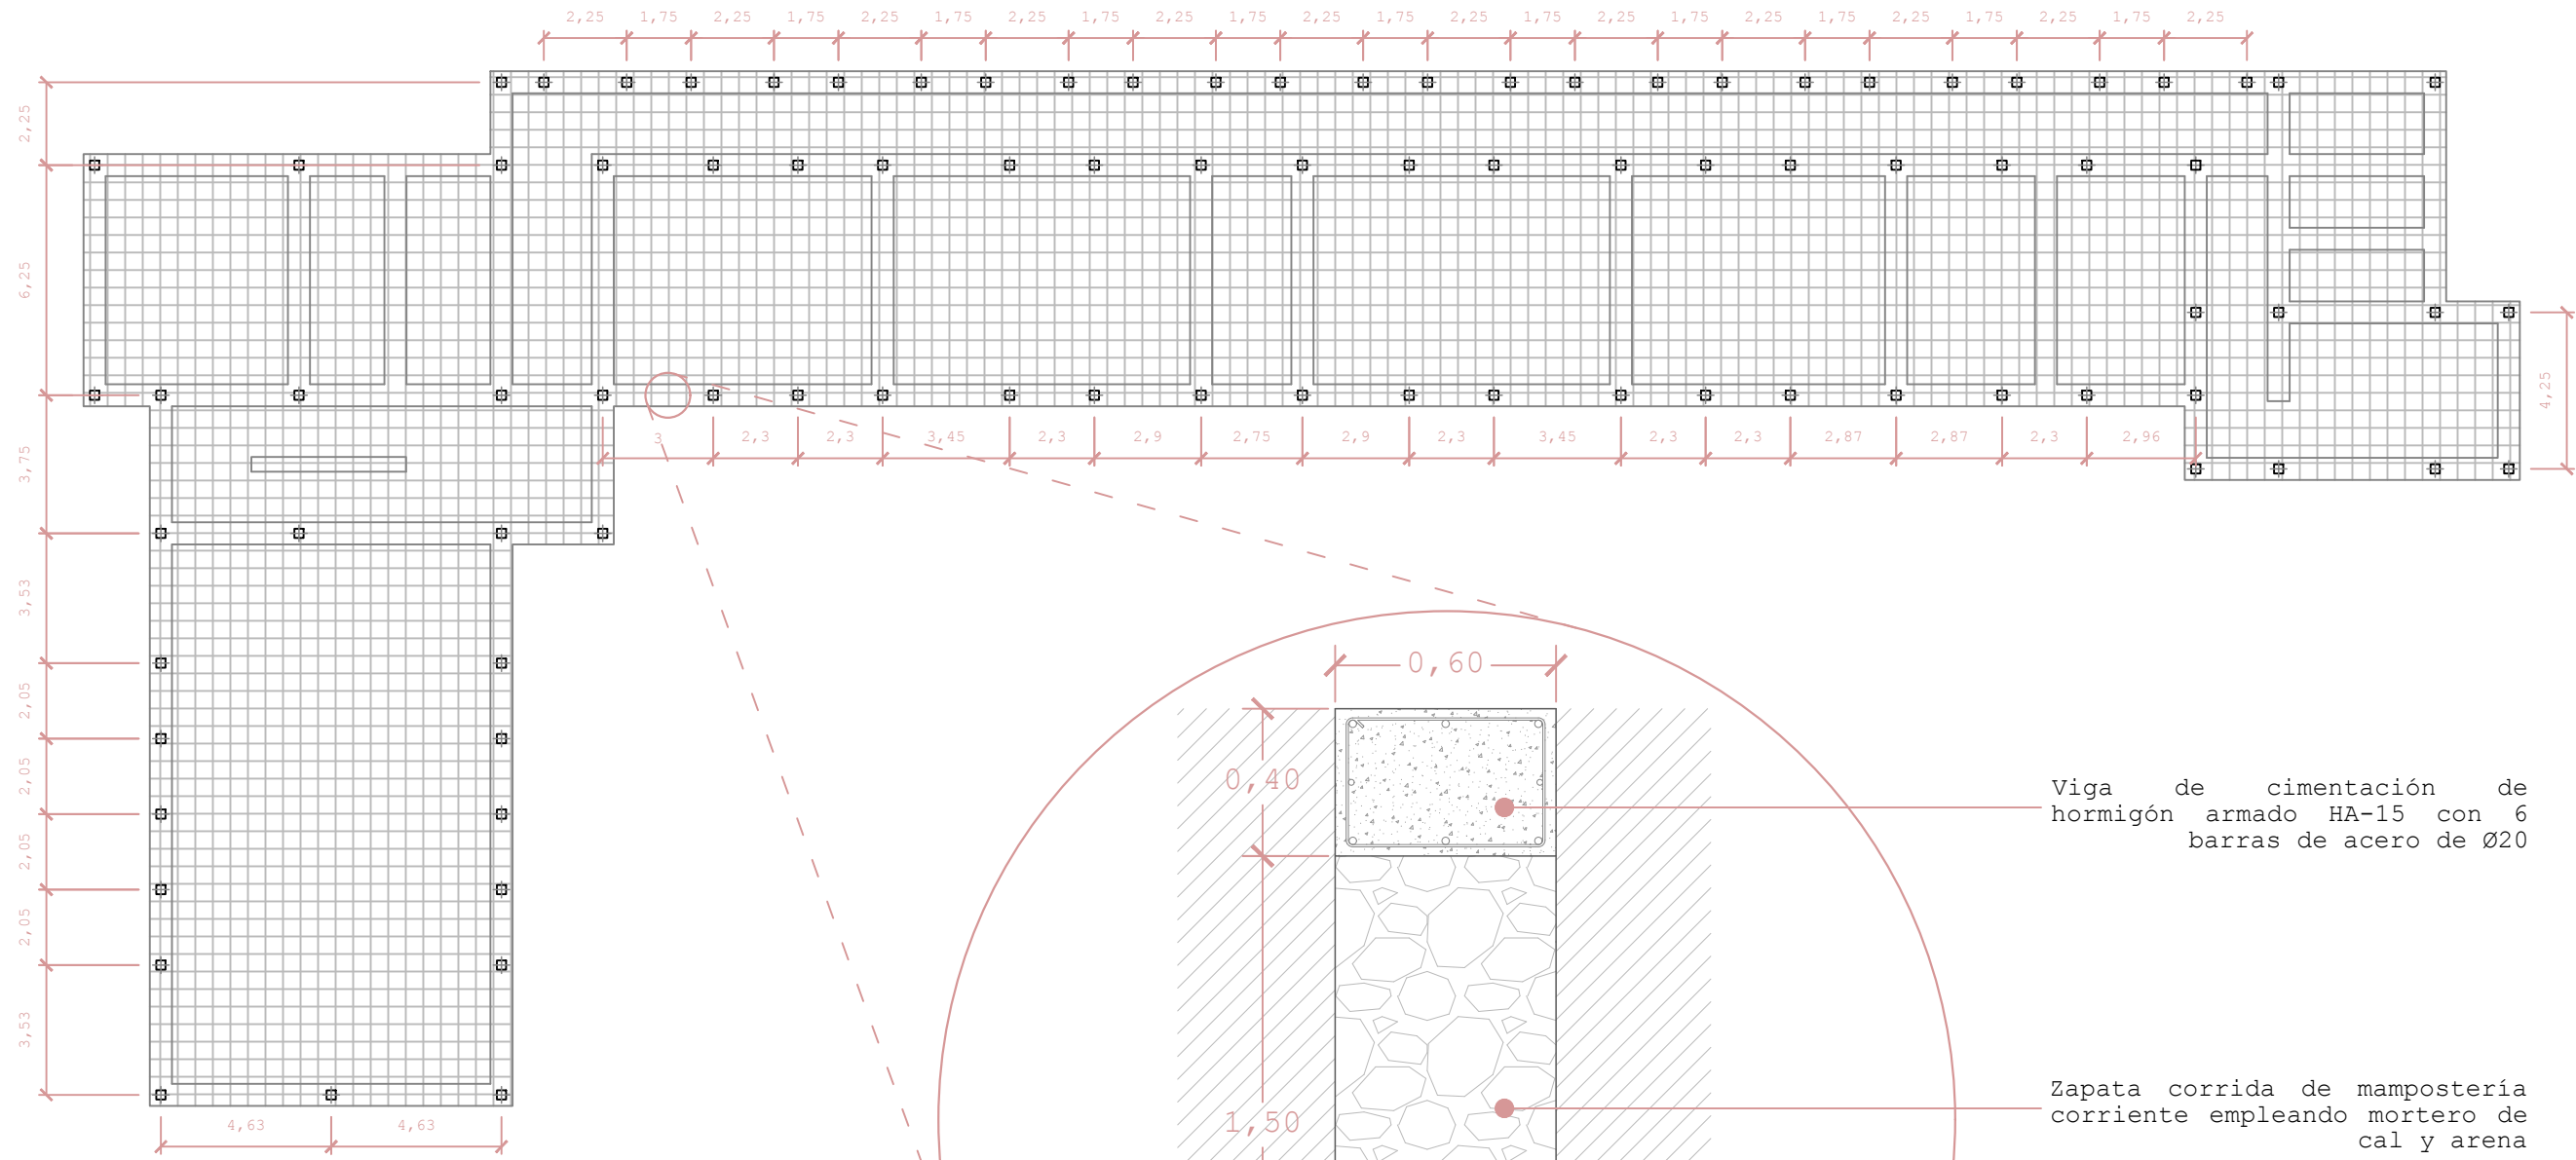 2,25 1,75 2,25 1,75 2,25 1,75 2,25 1,75 2,25 1,75 2,25 1,75 2,25 1,75 2,25 1,75 2,25 1,75 2,25 1,75 2,25 1,75 2,25
2,25
6,25
3,75
3,53
2,05
2,05
2,05
2,05
3,53
4,25
3 2,3 2,3 3,45 2,3 2,9 2,75 2,9 2,3 3,45 2,3 2,3 2,87 2,87 2,3 2,96
4,63 4,63
0,60
0,40
1,50
Viga de cimentación de
hormigón armado HA-15 con 6
barras de acero de Ø20
Zapata corrida de mampostería
corriente empleando mortero de
cal y arena